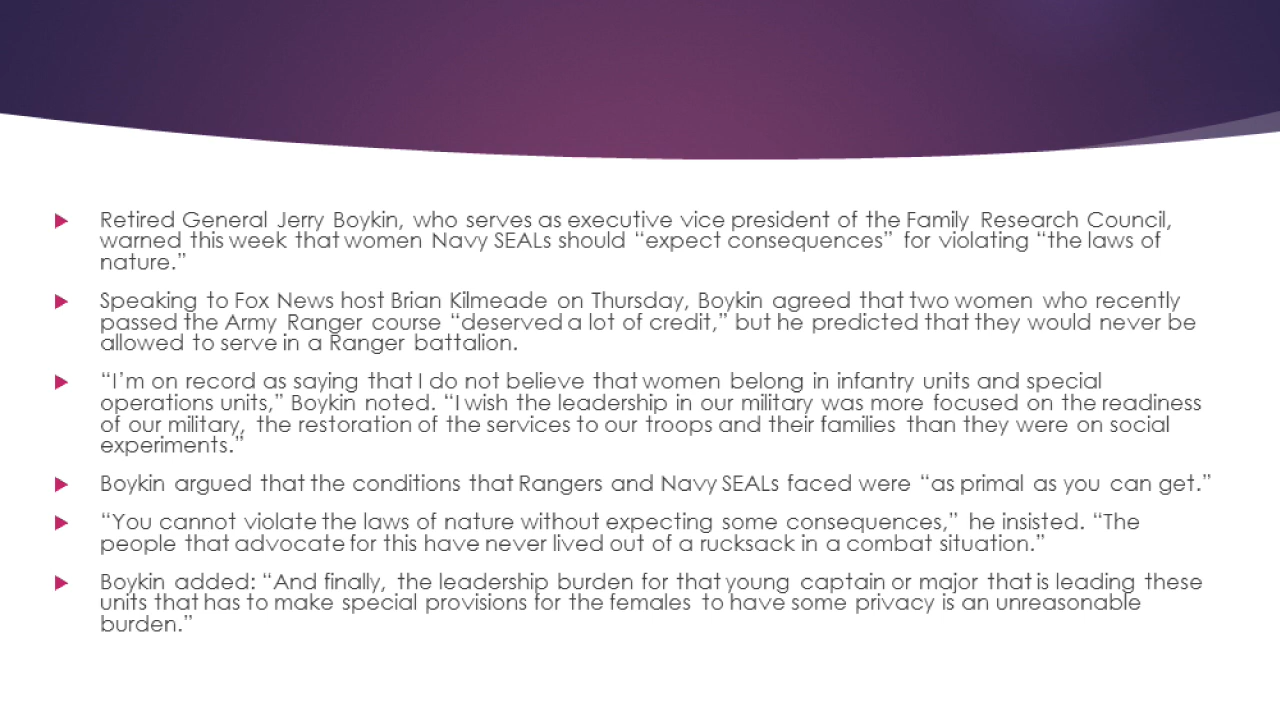 Retired General Jerry Boykin, who serves as executive vice president of the Family Research Council,
warned this week that women Navy SEALs should “expect consequences” for violating “the laws of
nature.”
Speaking to Fox News host Brian Kilmeade on Thursday, Boykin agreed that two women who recently
passed the Army Ranger course “deserved a lot of credit,” but he predicted that they would never be
allowed to serve in a Ranger battalion.
“I’m on record as saying that I do not believe that women belong in infantry units and special
operations units,” Boykin noted. “I wish the leadership in our military was more focused on the readiness
of our military, the restoration of the services to our troops and their families than they were on social
experiments.”
Boykin argued that the conditions that Rangers and Navy SEALs faced were “as primal as you can get.”
“You cannot violate the laws of nature without expecting some consequences,” he insisted. “The
people that advocate for this have never lived out of a rucksack in a combat situation.”
Boykin added: “And finally, the leadership burden for that young captain or major that is leading these
units that has to make special provisions for the females to have some privacy is an unreasonable
burden.”